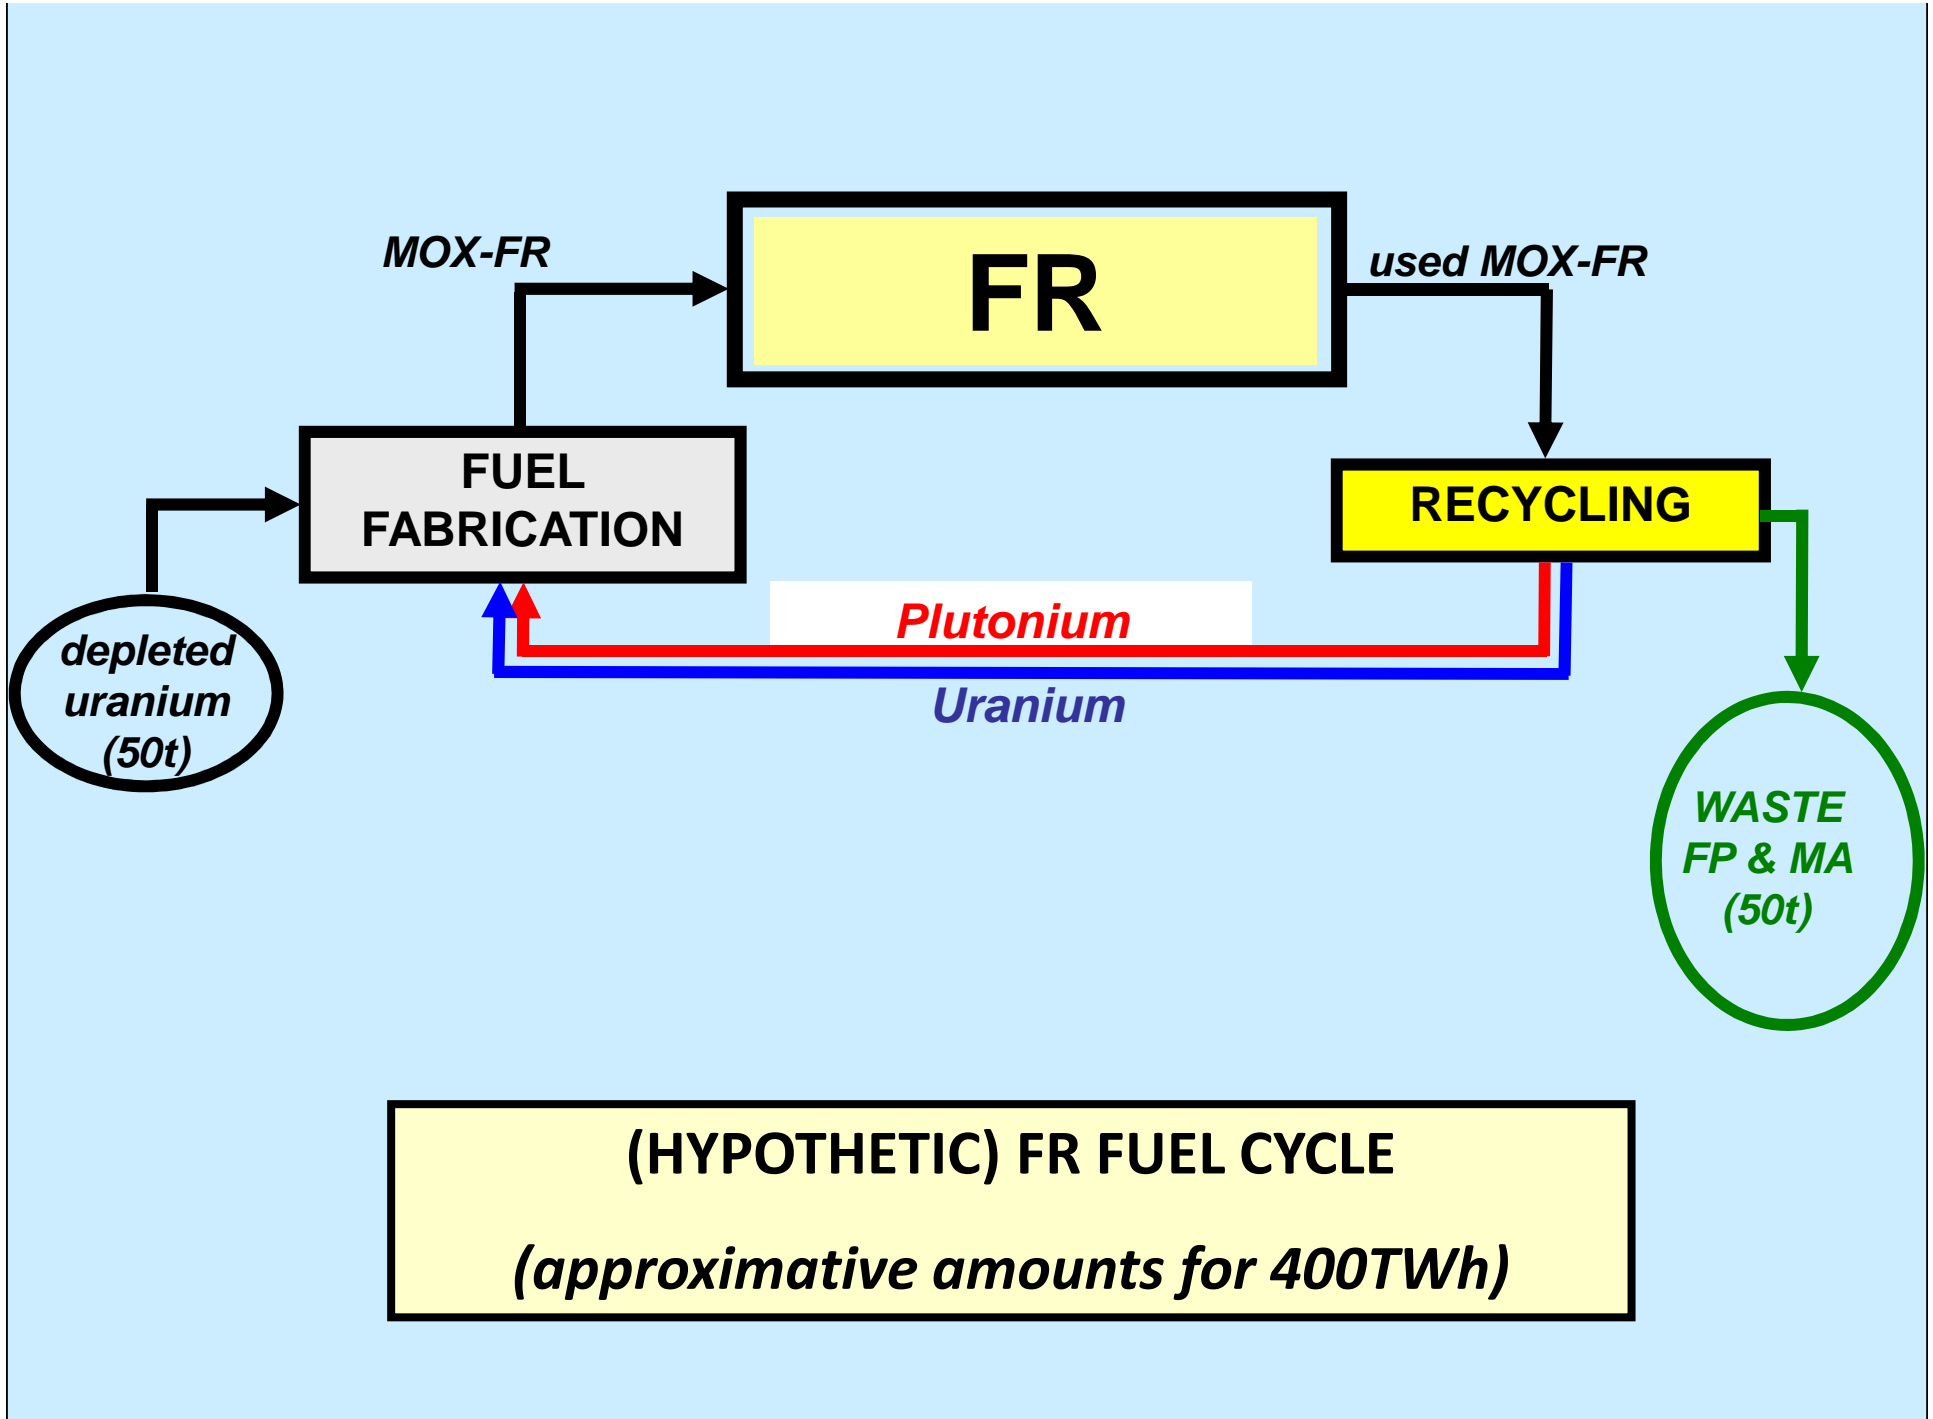 MOX-FR
FR
used MOX-FR
FUEL
FABRICATION
RECYCLING
depleted
uranium
(50t)
Plutonium
Uranium
WASTE
FP & MA
(50t)
(HYPOTHETIC) FR FUEL CYCLE
(approximative amounts for 400TWh)